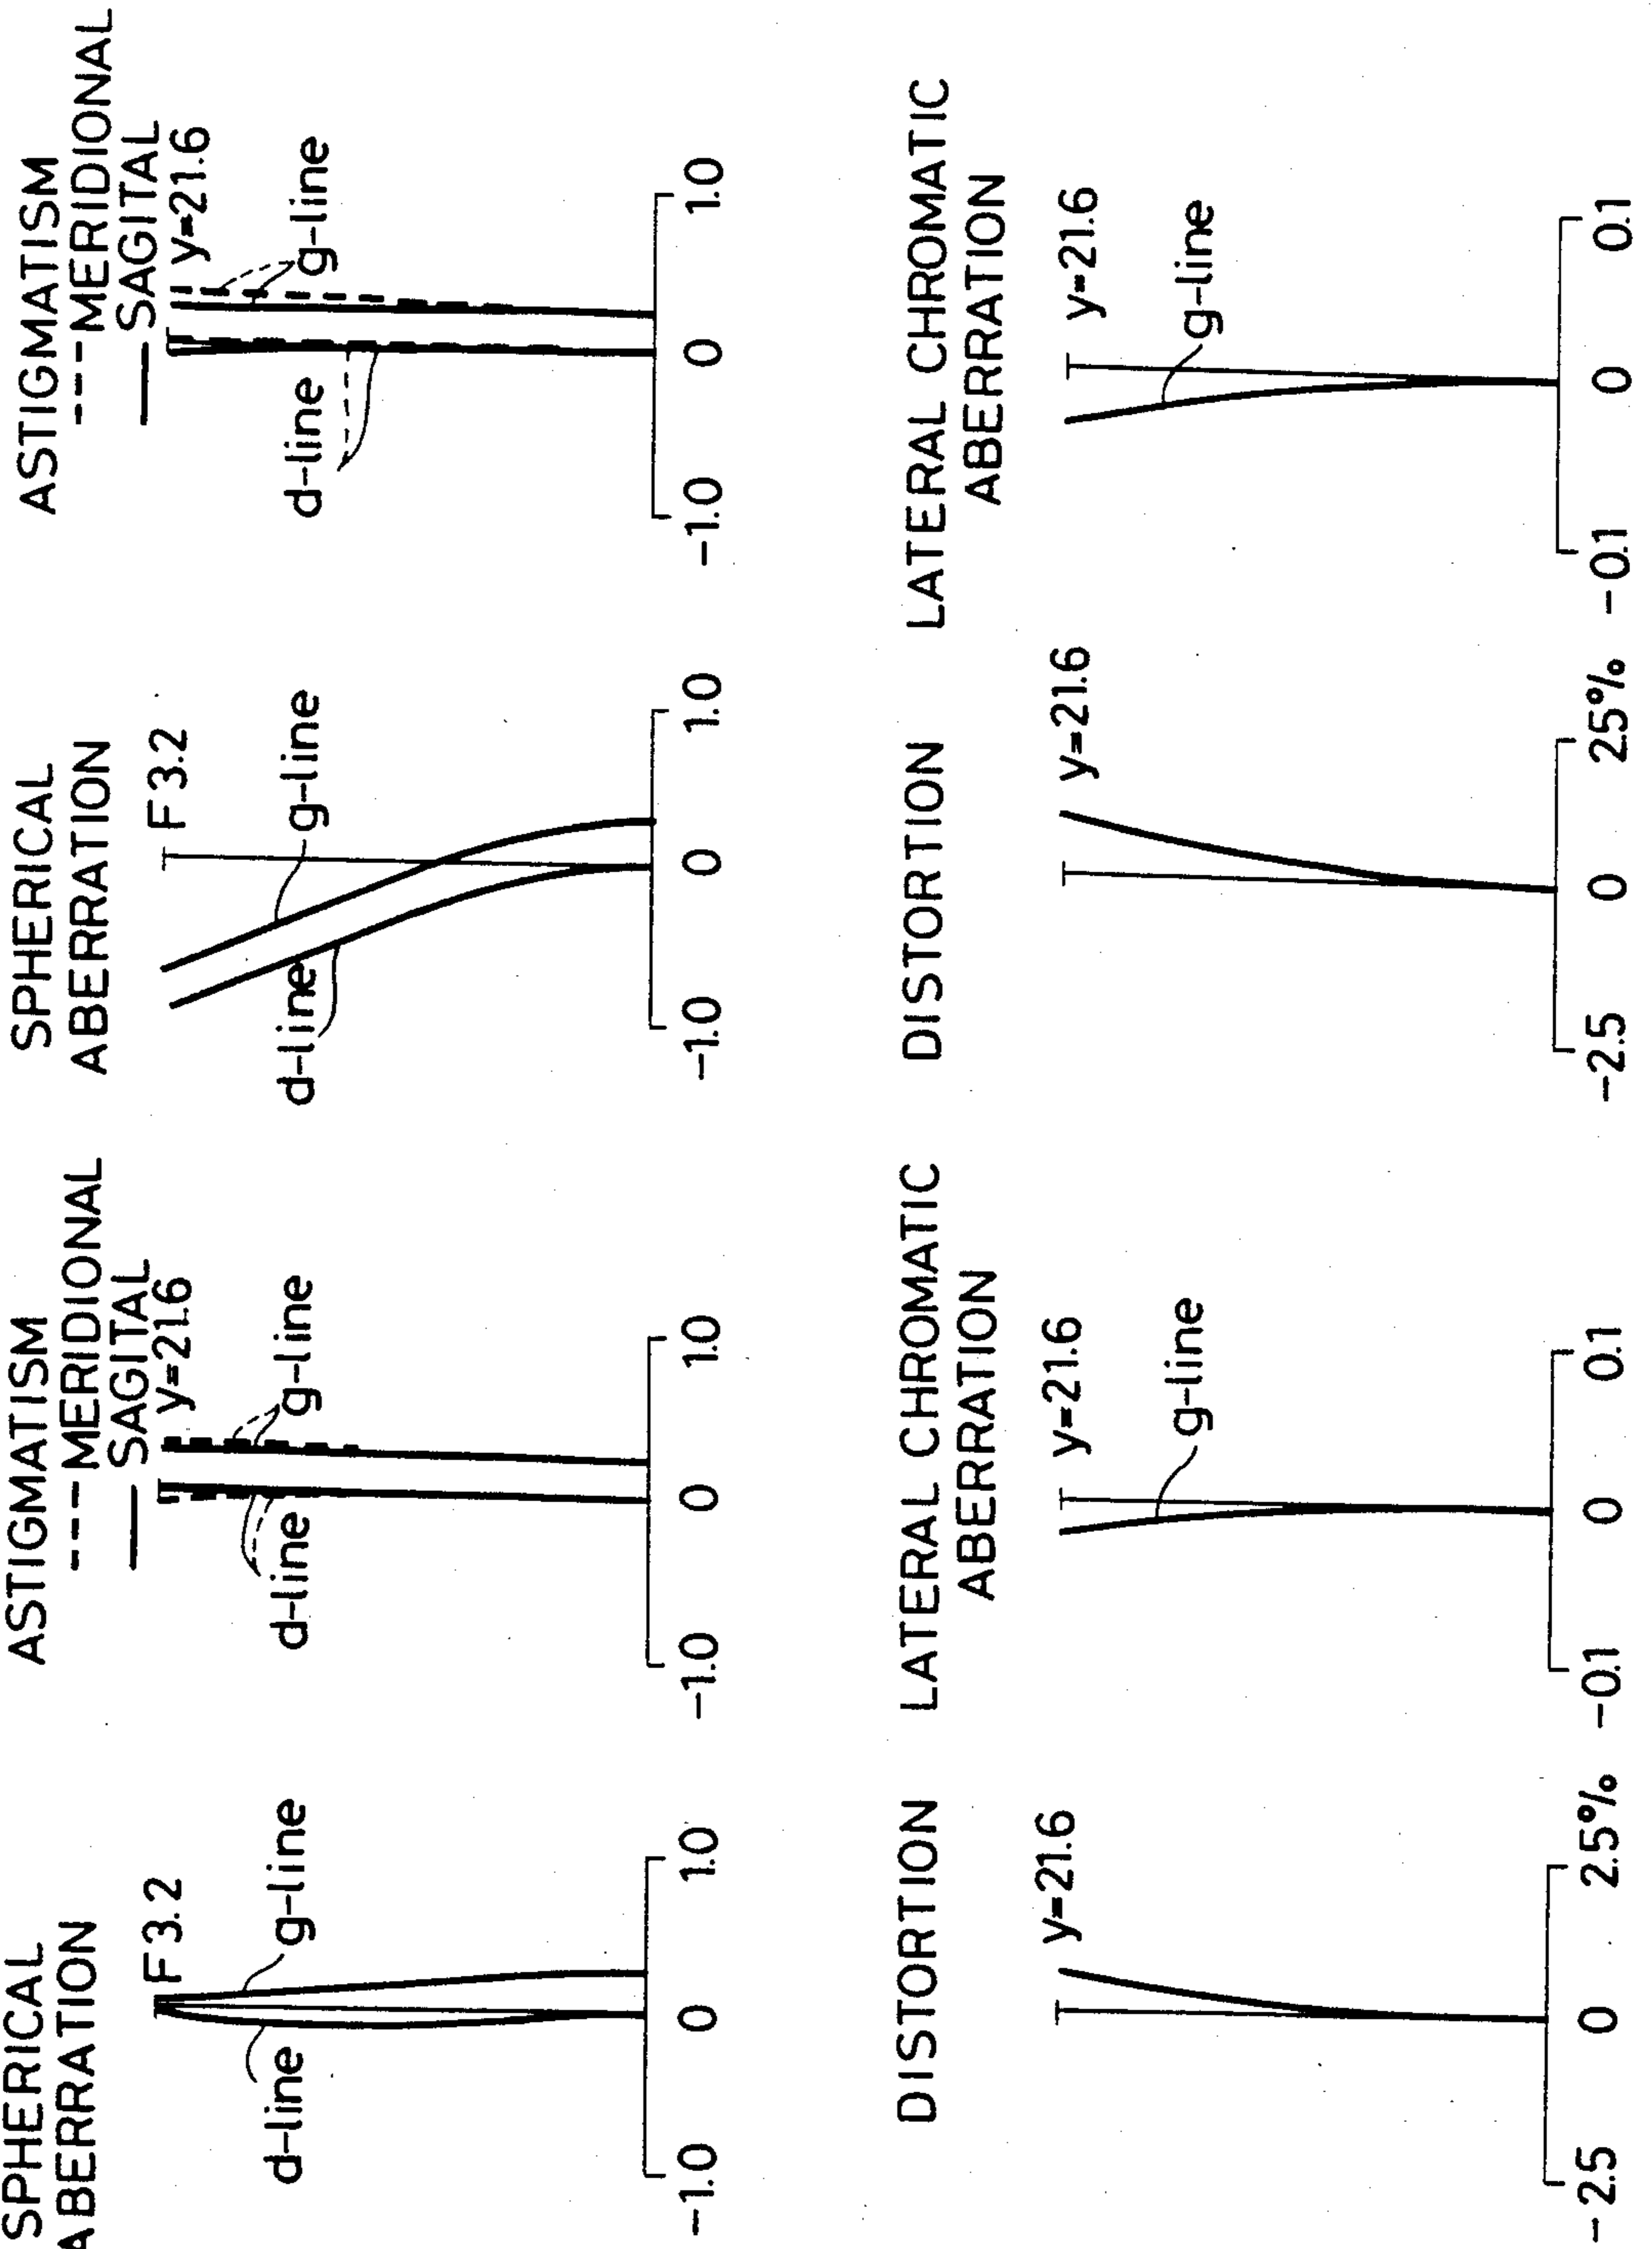 SPHERICAL
ABERRATION
F 3.2
g-line
d-line
-1.0 0 1.0
ASTIGMATISM
--- MERIDIONAL
— SAGITAL
y=21.6
g-line
d-line
-1.0 0 1.0
SPHERICAL
ABERRATION
F 3.2
g-line
d-line
-1.0 0 1.0
ASTIGMATISM
--- MERIDIONAL
— SAGITAL
y=21.6
g-line
d-line
-1.0 0 1.0
DISTORTION
y=21.6
-2.5 0 2.5%
LATERAL CHROMATIC
ABERRATION
y=21.6
g-line
-0.1 0 0.1
DISTORTION
y=21.6
-2.5 0 2.5%
LATERAL CHROMATIC
ABERRATION
y=21.6
g-line
-0.1 0 0.1